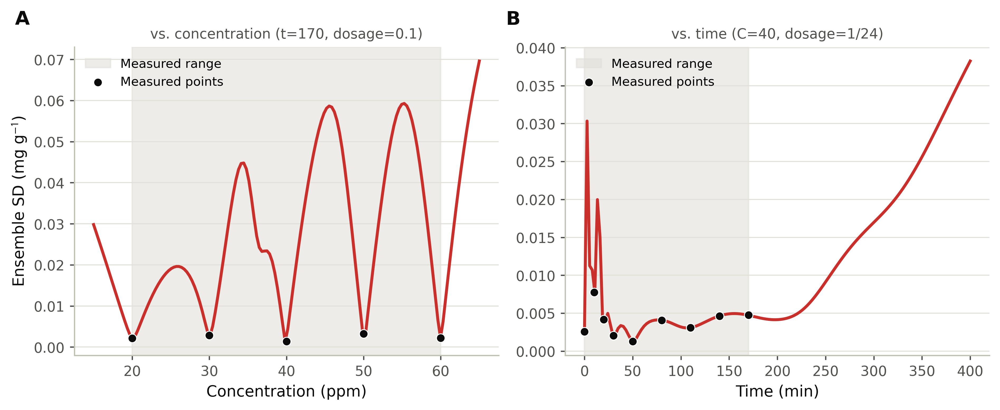 A
vs. concentration (t=170, dosage=0.1)
Measured range
Measured points
0.07
0.06
0.05
0.04
0.03
0.02
0.01
0.00
Ensemble SD (mg g⁻¹)
20 30 40 50 60
Concentration (ppm)
B
vs. time (C=40, dosage=1/24)
Measured range
Measured points
0.040
0.035
0.030
0.025
0.020
0.015
0.010
0.005
0.000
0 50 100 150 200 250 300 350 400
Time (min)